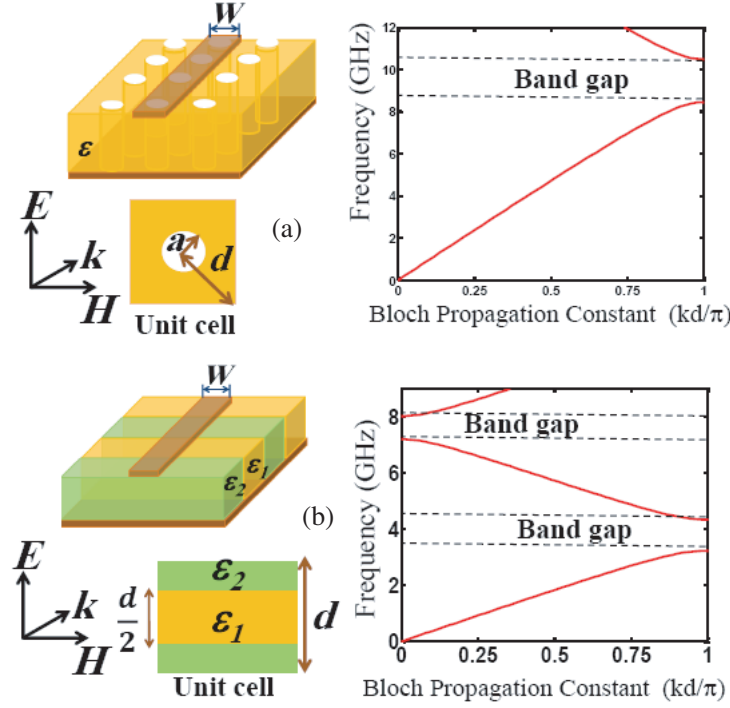 W
ε
E
k
H
a
d
Unit cell
(a)
Frequency (GHz)
12
10
8
6
4
2
0
Band gap
0
0.25
0.5
0.75
1
Bloch Propagation Constant (kd/π)
W
ε2
ε1
(b)
E
k
H
d
2
ε2
ε1
d
Unit cell
Frequency (GHz)
8
6
4
2
0
Band gap
Band gap
0
0.25
0.5
0.75
1
Bloch Propagation Constant (kd/π)